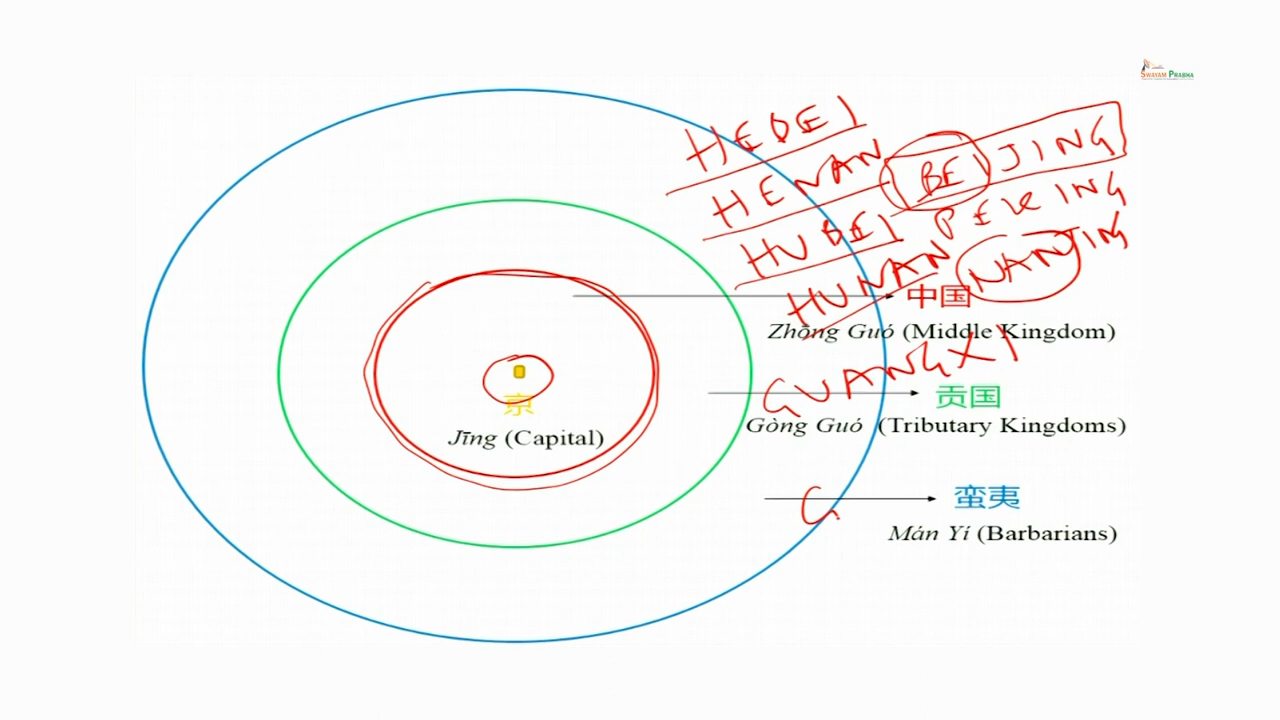 SWAYAM PRABHA
HEBEI
HENAN BEIJING
HUBEI PEKING
HUNAN NANJING
中国
Zhōng Guó (Middle Kingdom)
GUANGXI
贡国
Gòng Guó (Tributary Kingdoms)
京
Jīng (Capital)
G
蛮夷
Mán Yí (Barbarians)